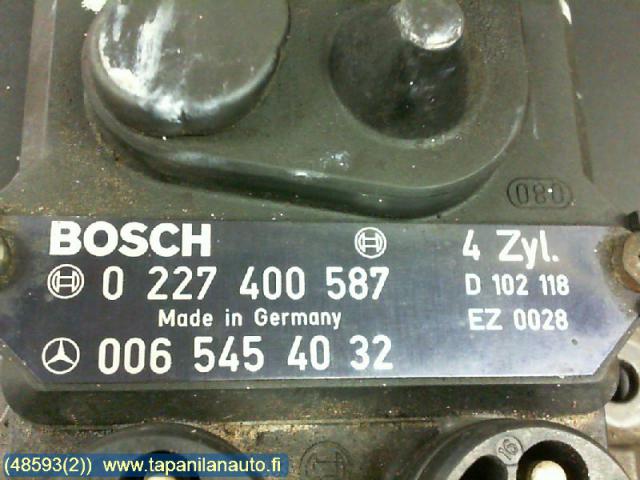 080
BOSCH 4 Zyl.
0 227 400 587 D 102 118
Made in Germany EZ 0028
006 545 40 32
16
(48593(2)) www.tapanilanauto.fi